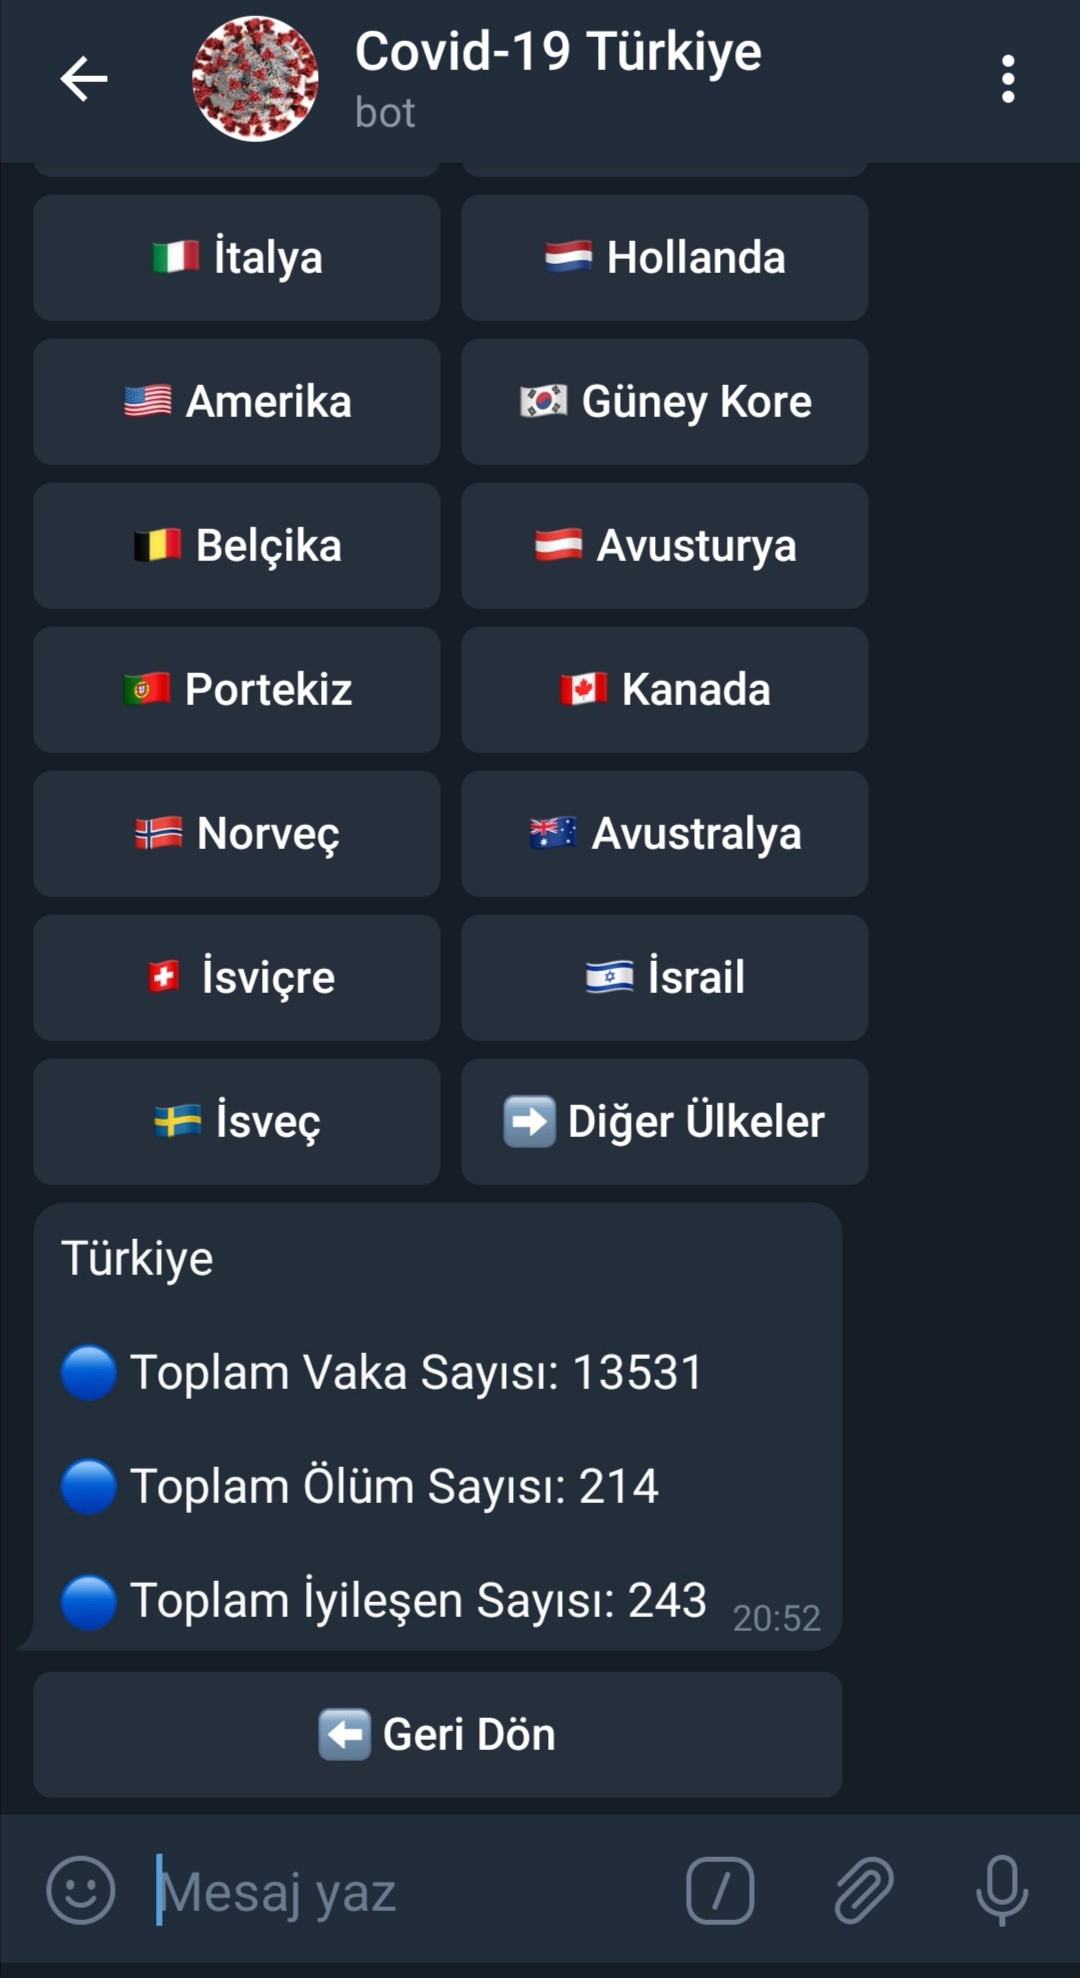 Covid-19 Türkiye
bot
İtalya
Hollanda
Amerika
Güney Kore
Belçika
Avusturya
Portekiz
Kanada
Norveç
Avustralya
İsviçre
İsrail
İsveç
Diğer Ülkeler
Türkiye
Toplam Vaka Sayısı: 13531
Toplam Ölüm Sayısı: 214
Toplam İyileşen Sayısı: 243
20:52
Geri Dön
Mesaj yaz